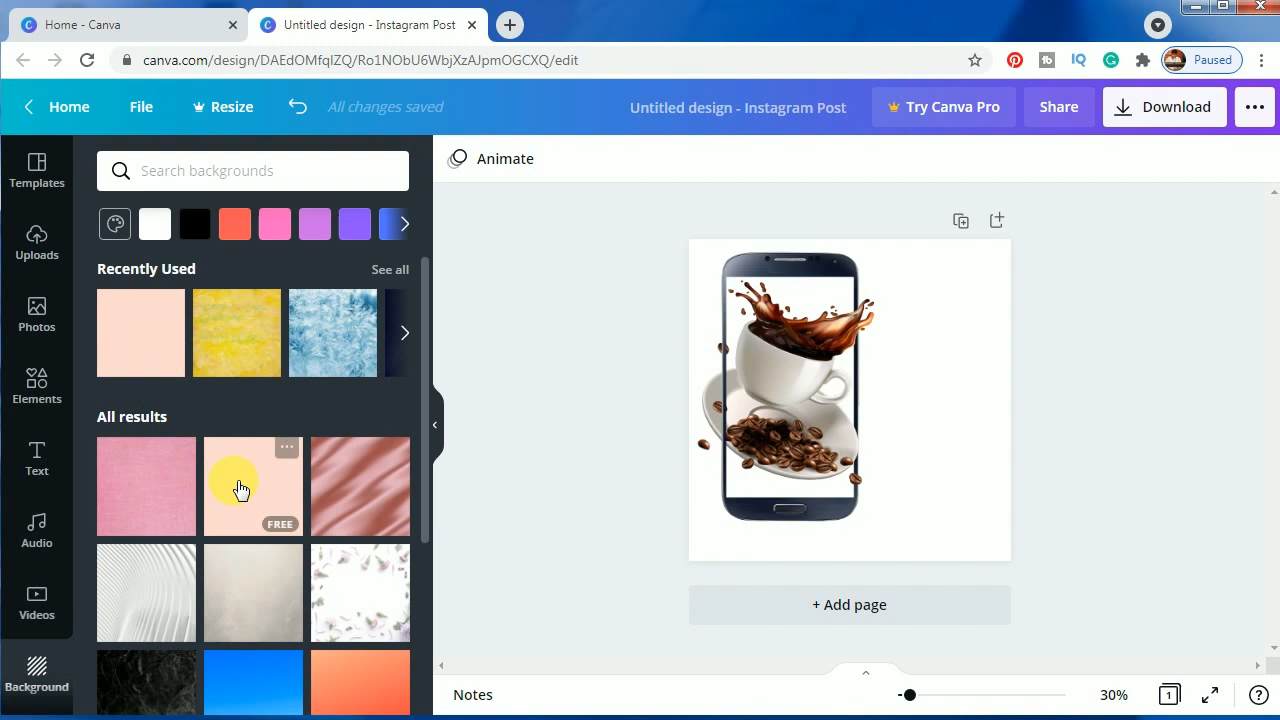 Home - Canva
Untitled design - Instagram Post
canva.com/design/DAEdOMfqIZQ/Ro1NObU6WbjXzAJpmOGCXQ/edit
Paused
Home
File
Resize
All changes saved
Untitled design - Instagram Post
Try Canva Pro
Share
Download
Templates
Uploads
Photos
Elements
Text
Audio
Videos
Background
Search backgrounds
Recently Used
See all
All results
FREE
Animate
+ Add page
Notes
30%
1